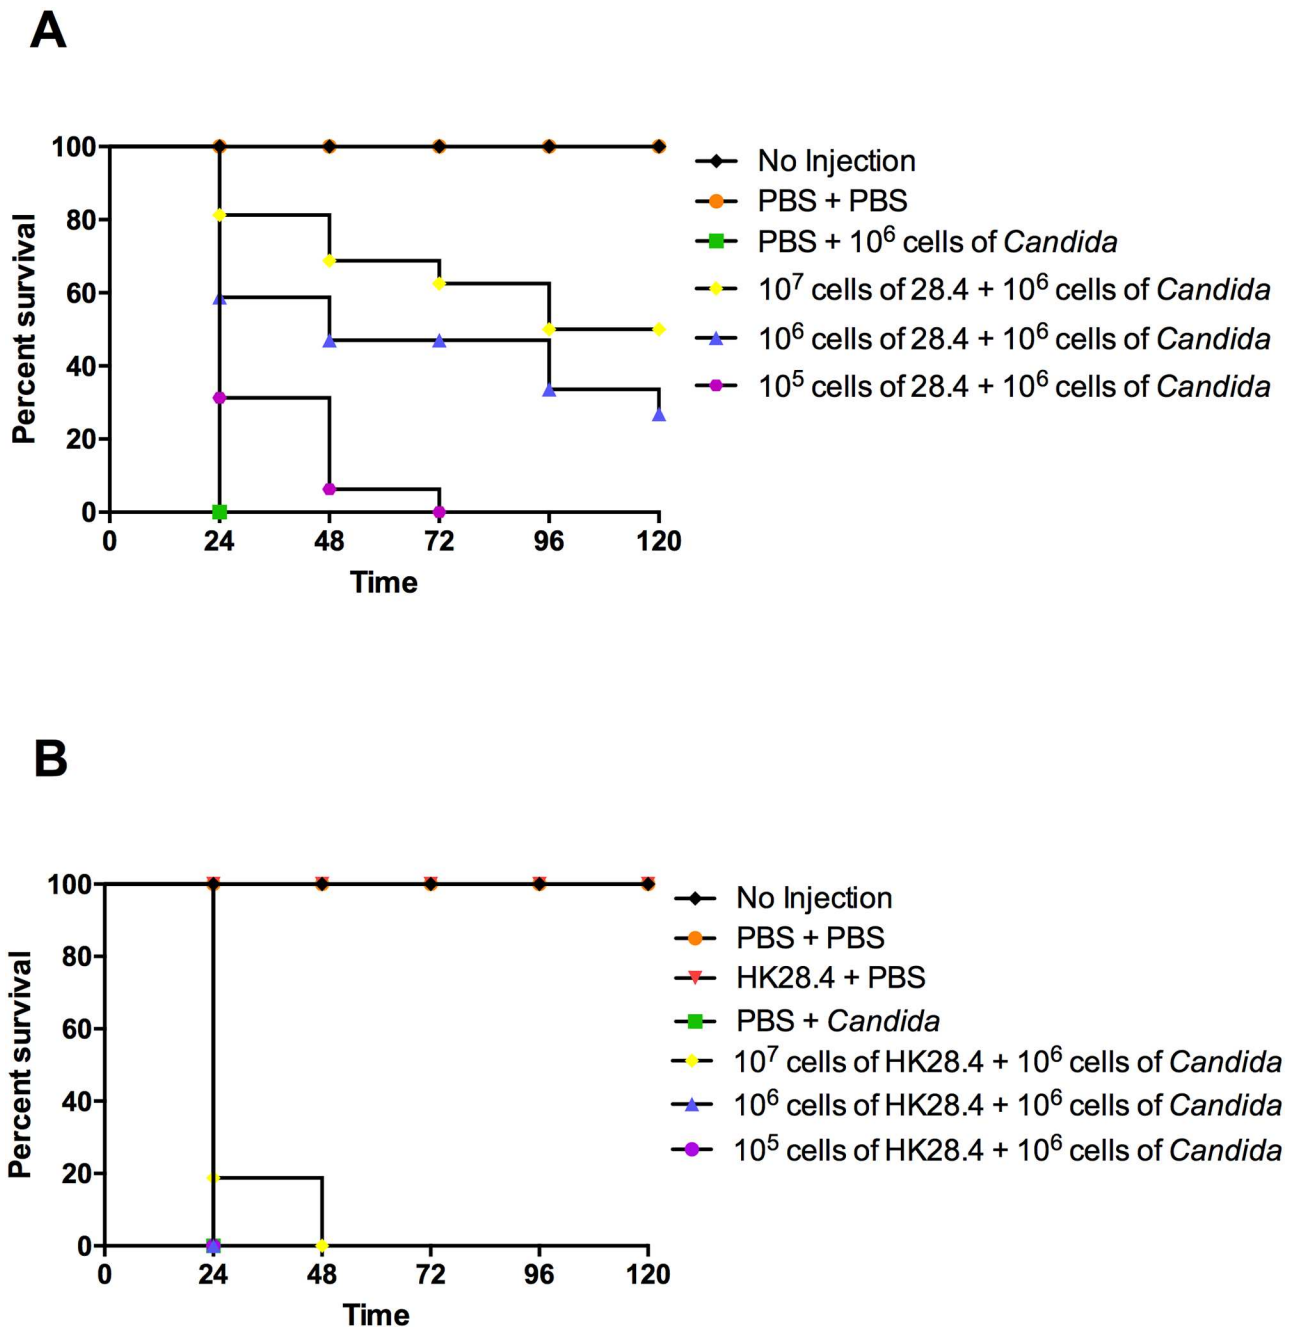 A
Percent survival
100
80
60
40
20
0
0 24 48 72 96 120
Time
No Injection
PBS + PBS
PBS + 10⁶ cells of Candida
10⁷ cells of 28.4 + 10⁶ cells of Candida
10⁶ cells of 28.4 + 10⁶ cells of Candida
10⁵ cells of 28.4 + 10⁶ cells of Candida
B
Percent survival
100
80
60
40
20
0
0 24 48 72 96 120
Time
No Injection
PBS + PBS
HK28.4 + PBS
PBS + Candida
10⁷ cells of HK28.4 + 10⁶ cells of Candida
10⁶ cells of HK28.4 + 10⁶ cells of Candida
10⁵ cells of HK28.4 + 10⁶ cells of Candida